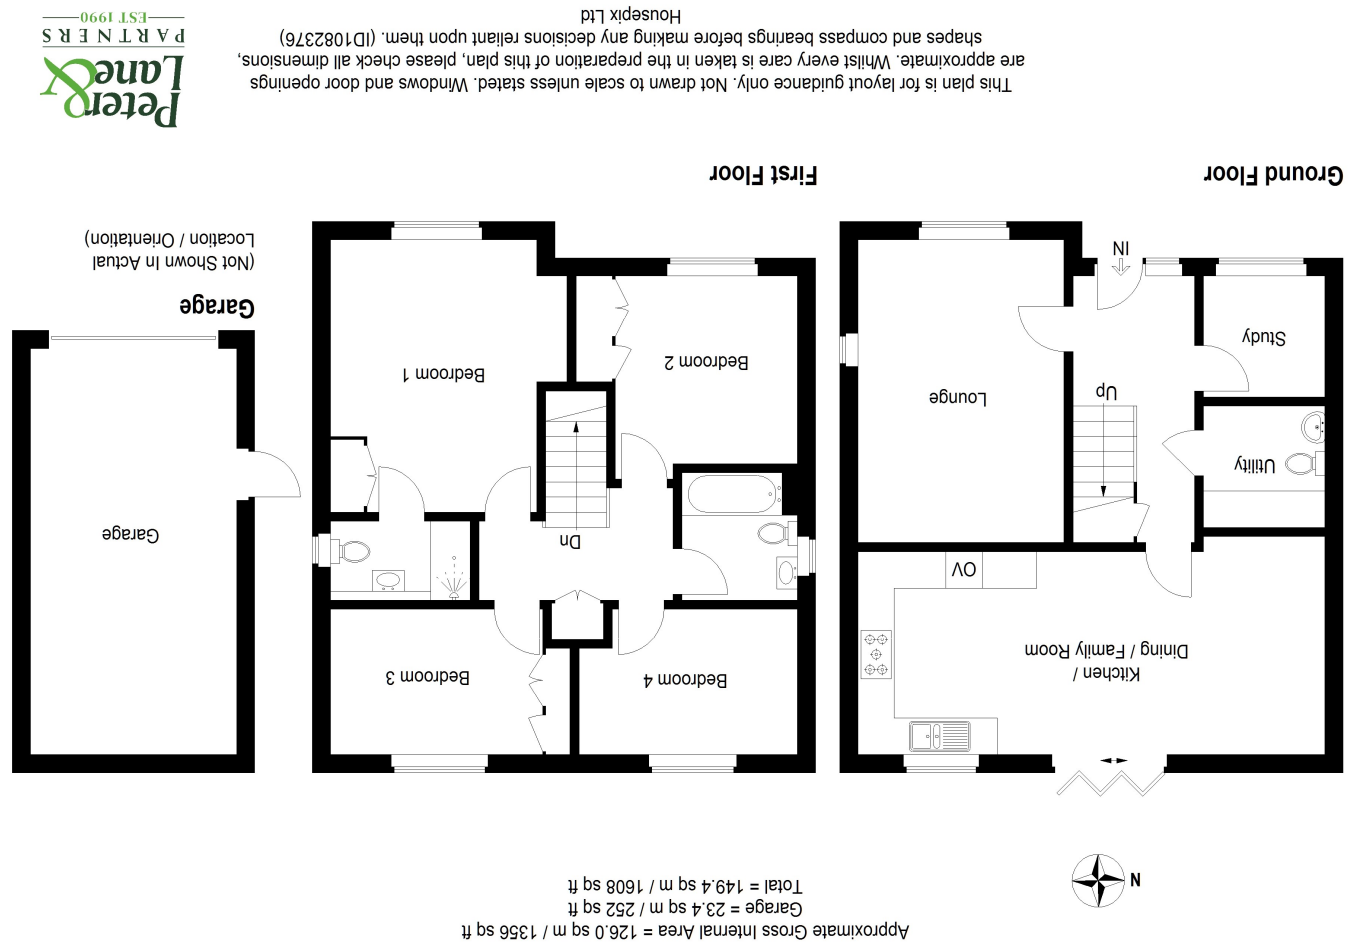 Approximate Gross Internal Area = 126.0 sq m / 1356 sq ft
Garage = 23.4 sq m / 252 sq ft
Total = 149.4 sq m / 1608 sq ft
N
Kitchen /
Dining / Family Room
OV
Utility
Up
Lounge
Study
IN
Ground Floor
Bedroom 4
Bedroom 3
Dn
Bedroom 1
Bedroom 2
First Floor
Garage
Garage
(Not Shown In Actual
Location / Orientation)
This plan is for layout guidance only. Not drawn to scale unless stated. Windows and door openings
are approximate. Whilst every care is taken in the preparation of this plan, please check all dimensions,
shapes and compass bearings before making any decisions reliant upon them. (ID1082376)
Housepix Ltd
Peter &
Lane
PARTNERS
EST 1990